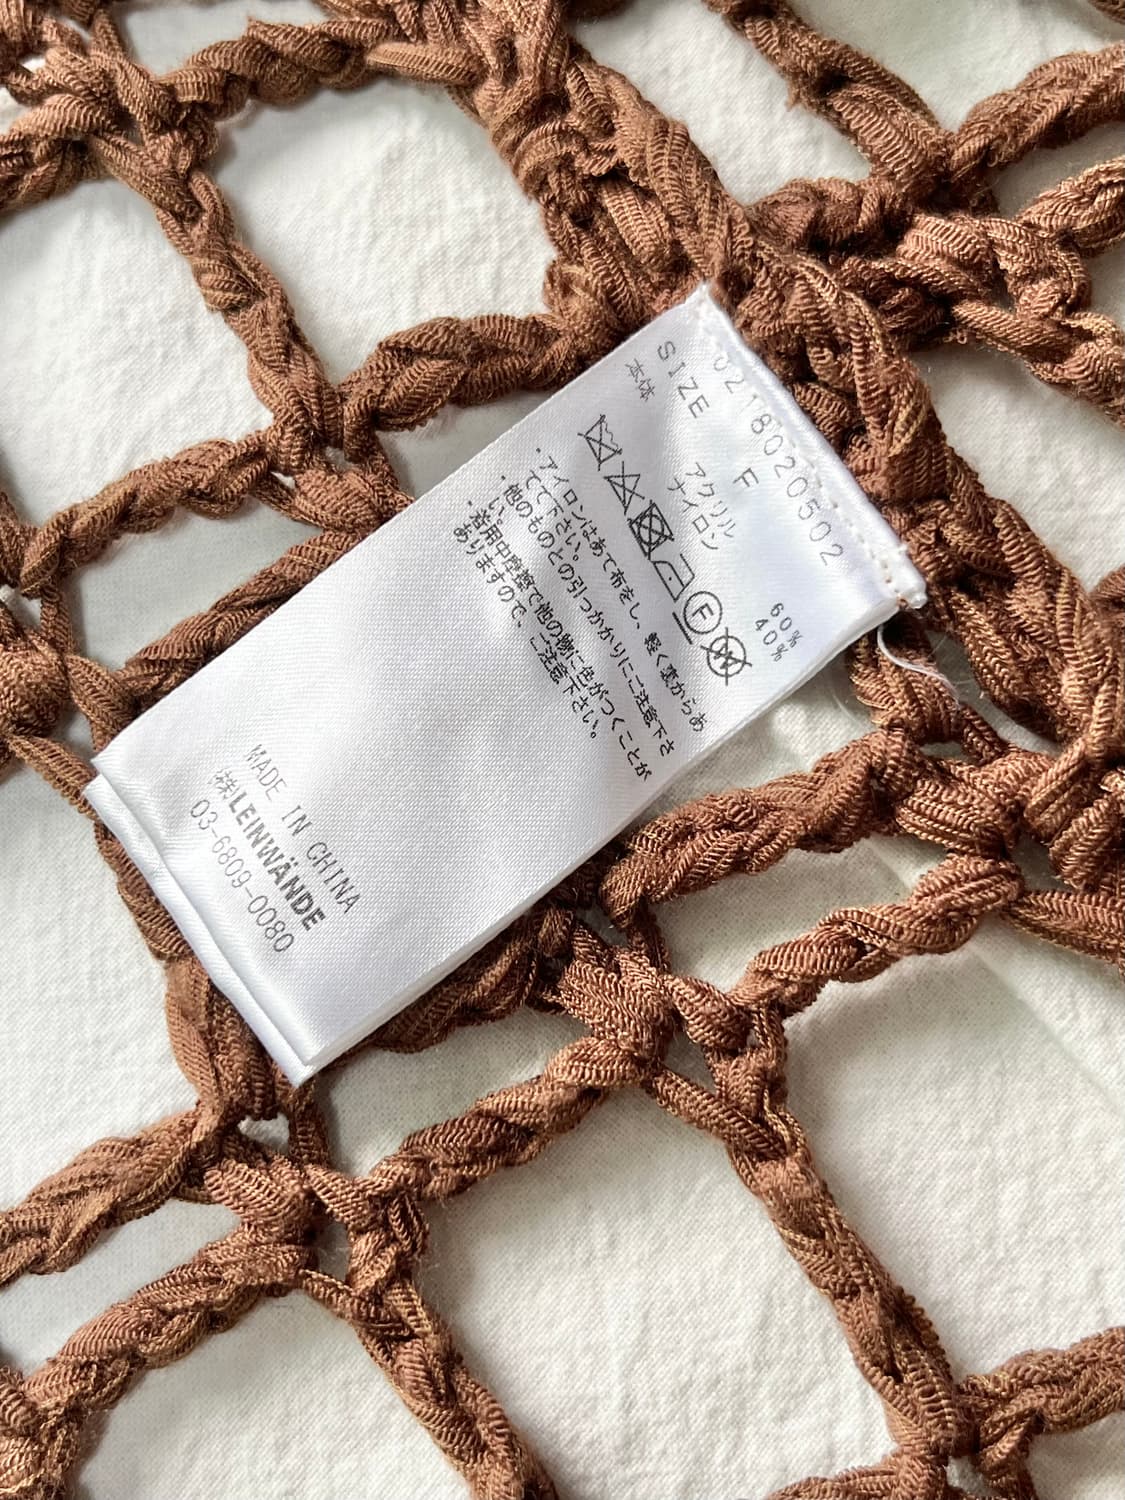 0218020502
SIZE F
本体 アクリル 60%
ナイロン 40%
F
W
・アイロンはあて布をし、軽く裏からあ
てて下さい。
・他のものとの引っかかりにご注意下さ
い。
・着用中摩擦で他の物に色がつくことが
ありますので、ご注意下さい。
MADE IN CHINA
㈱LEINWÄNDE
03-6809-0080